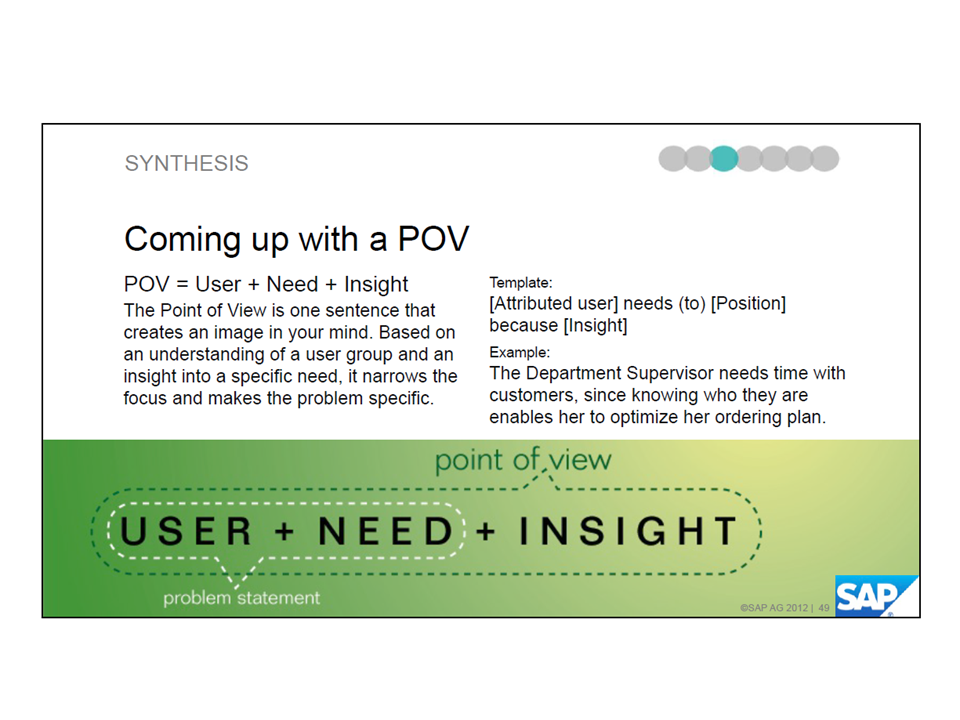 SYNTHESIS
Coming up with a POV
POV = User + Need + Insight
The Point of View is one sentence that
creates an image in your mind. Based on
an understanding of a user group and an
insight into a specific need, it narrows the
focus and makes the problem specific.
Template:
[Attributed user] needs (to) [Position]
because [Insight]
Example:
The Department Supervisor needs time with
customers, since knowing who they are
enables her to optimize her ordering plan.
point of view
USER + NEED + INSIGHT
problem statement
©SAP AG 2012 | 49
SAP®